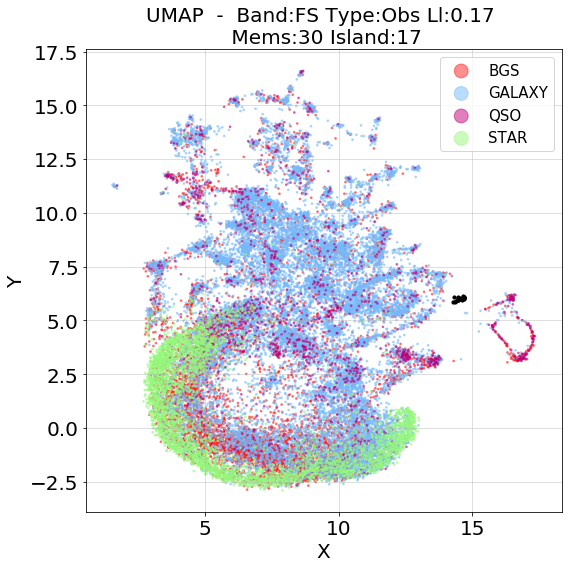 UMAP - Band:FS Type:Obs Ll:0.17
Mems:30 Island:17
BGS
GALAXY
QSO
STAR
17.5
15.0
12.5
10.0
7.5
5.0
2.5
0.0
−2.5
Y
5
10
15
X